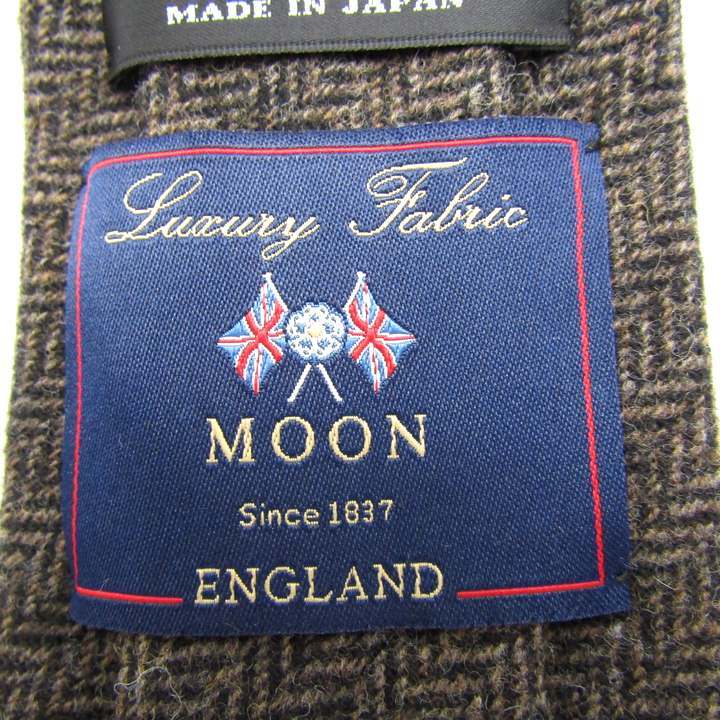 MADE IN JAPAN
Luxury Fabric
MOON
Since 1837
ENGLAND